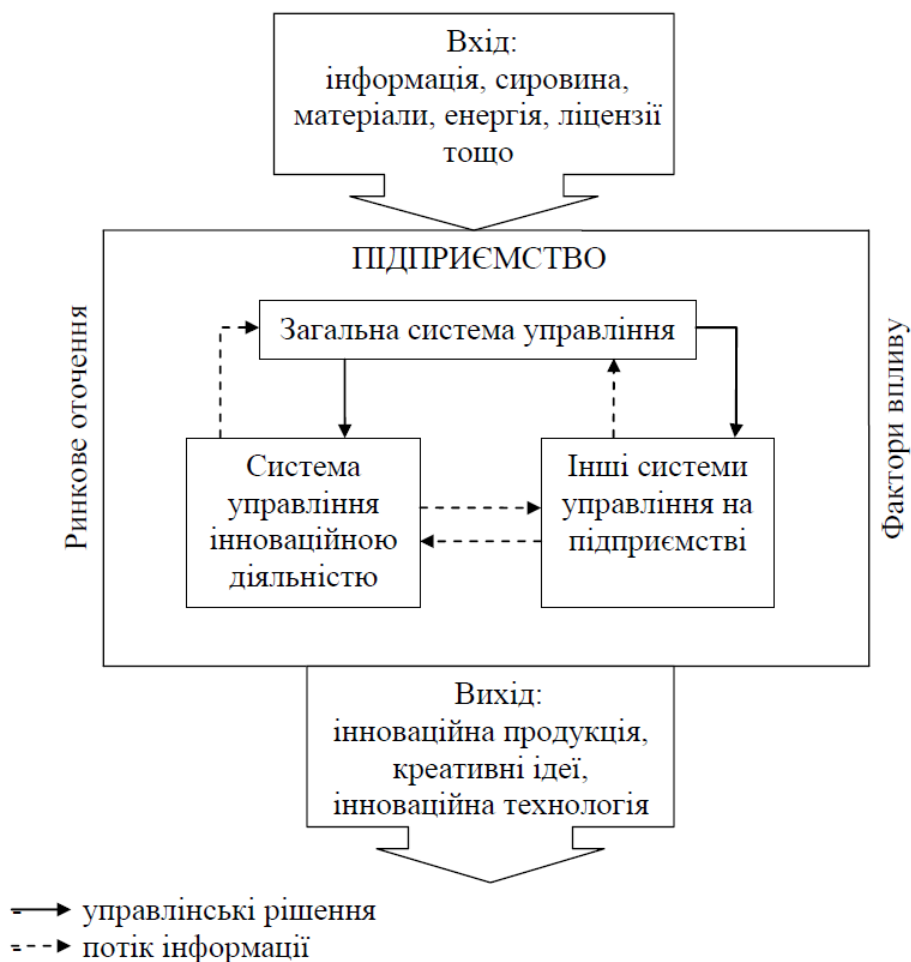 Вхід:
інформація, сировина,
матеріали, енергія, ліцензії
тощо
ПІДПРИЄМСТВО
Ринкове оточення
Загальна система управління
Фактори впливу
Система
управління
інноваційною
діяльністю
Інші системи
управління на
підприємстві
Вихід:
інноваційна продукція,
креативні ідеї,
інноваційна технологія
управлінські рішення
потік інформації